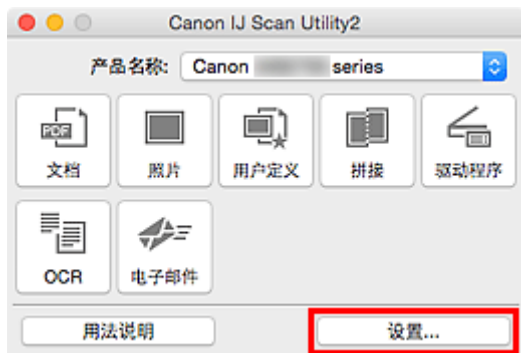 Canon IJ Scan Utility2
产品名称: Canon series
PDF
文档 照片 用户定义 拼接 驱动程序
OCR 电子邮件
用法说明 设置...